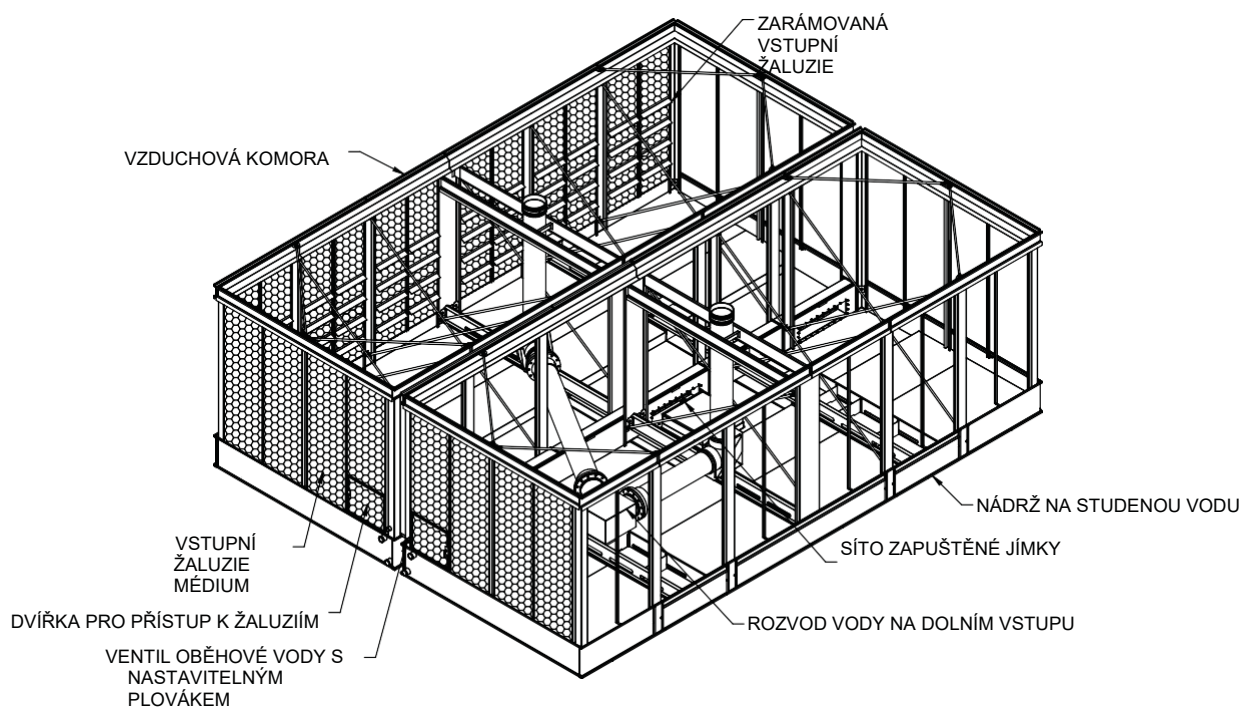 ZARÁMOVANÁ
VSTUPNÍ
ŽALUZIE
VZDUCHOVÁ KOMORA
NÁDRŽ NA STUDENOU VODU
SÍTO ZAPUŠTĚNÉ JÍMKY
VSTUPNÍ
ŽALUZIE
MÉDIUM
DVÍŘKA PRO PŘÍSTUP K ŽALUZIÍM
ROZVOD VODY NA DOLNÍM VSTUPU
VENTIL OBĚHOVÉ VODY S
NASTAVITELNÝM
PLOVÁKEM